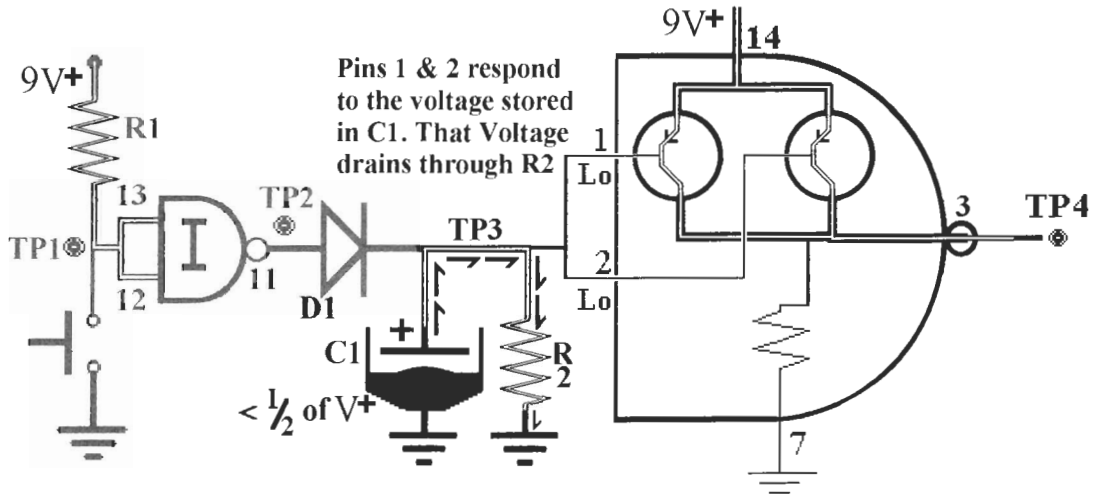 9V+
R1
13
TP2
TP1
I
11
12
D1
Pins 1 & 2 respond
to the voltage stored
in C1. That Voltage
drains through R2
TP3
+
C1
R
2
< 1/2 of V+
9V+
14
1
Lo
2
Lo
3
TP4
7